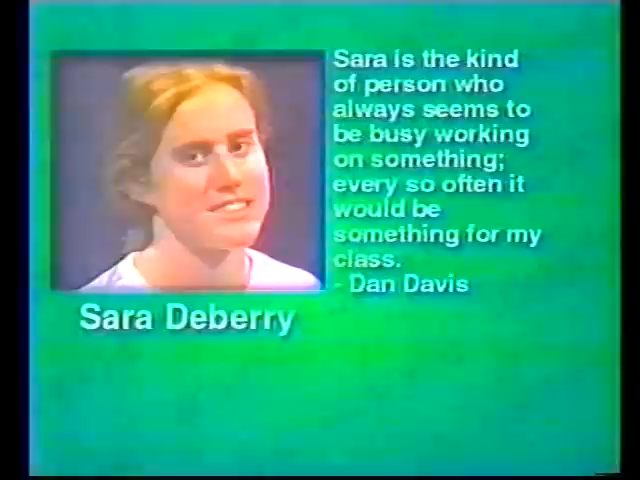 Sara is the kind
of person who
always seems to
be busy working
on something;
every so often it
would be
something for my
class.
- Dan Davis
Sara Deberry